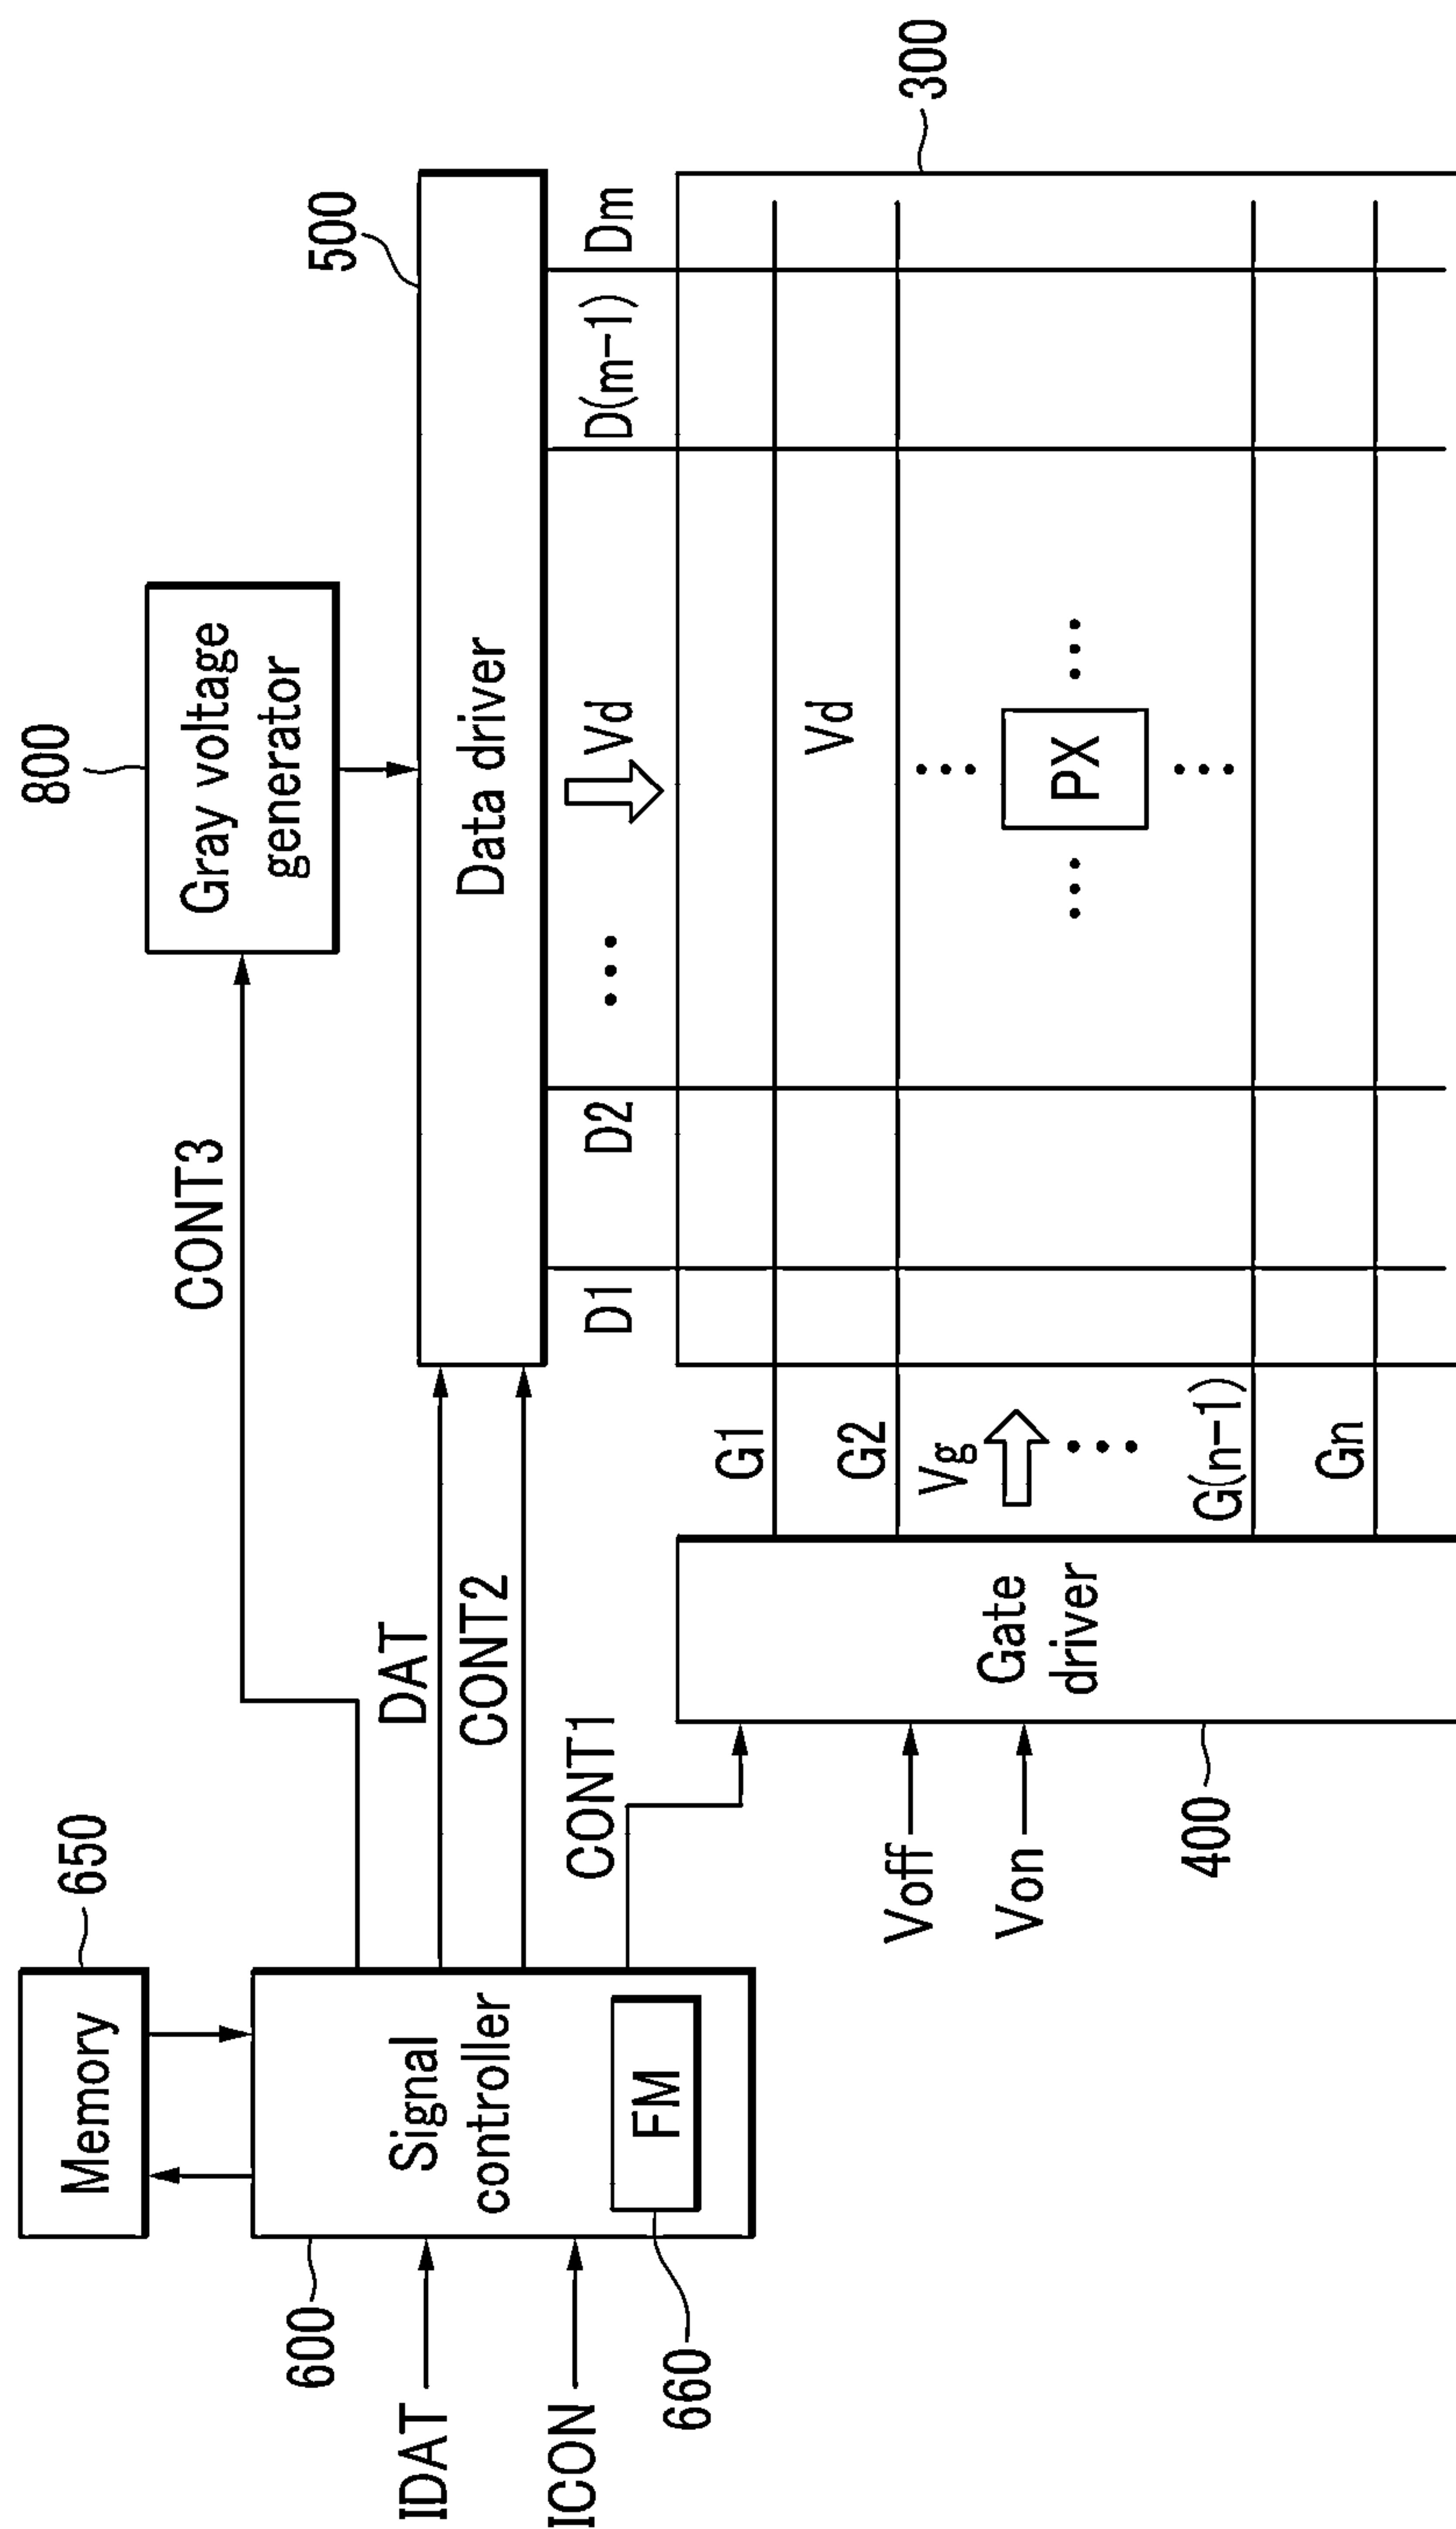 800
Gray voltage
generator
650
Memory
CONT3
500
Data driver
600
Signal
controller
FM
660
IDAT
ICON
DAT
CONT2
CONT1
D1
D2
Vd
D(m-1)
Dm
300
G1
G2
Vg
G(n-1)
Gn
Vd
PX
Gate
driver
Voff
Von
400